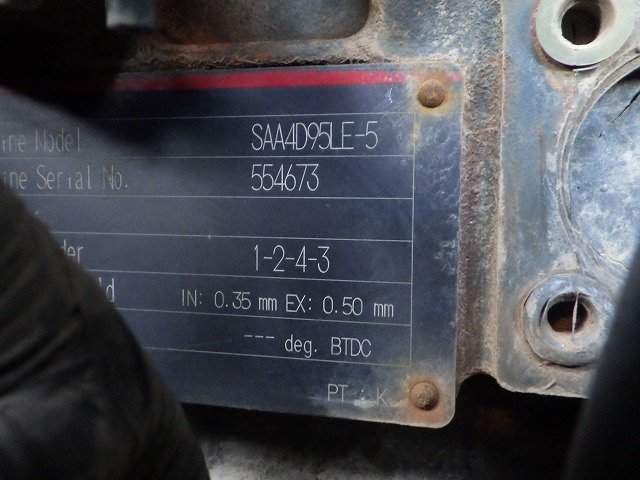 ine Model SAA4D95LE-5
ine Serial No. 554673
der 1-2-4-3
ld IN: 0.35 mm EX: 0.50 mm
--- deg. BTDC
PT.: K